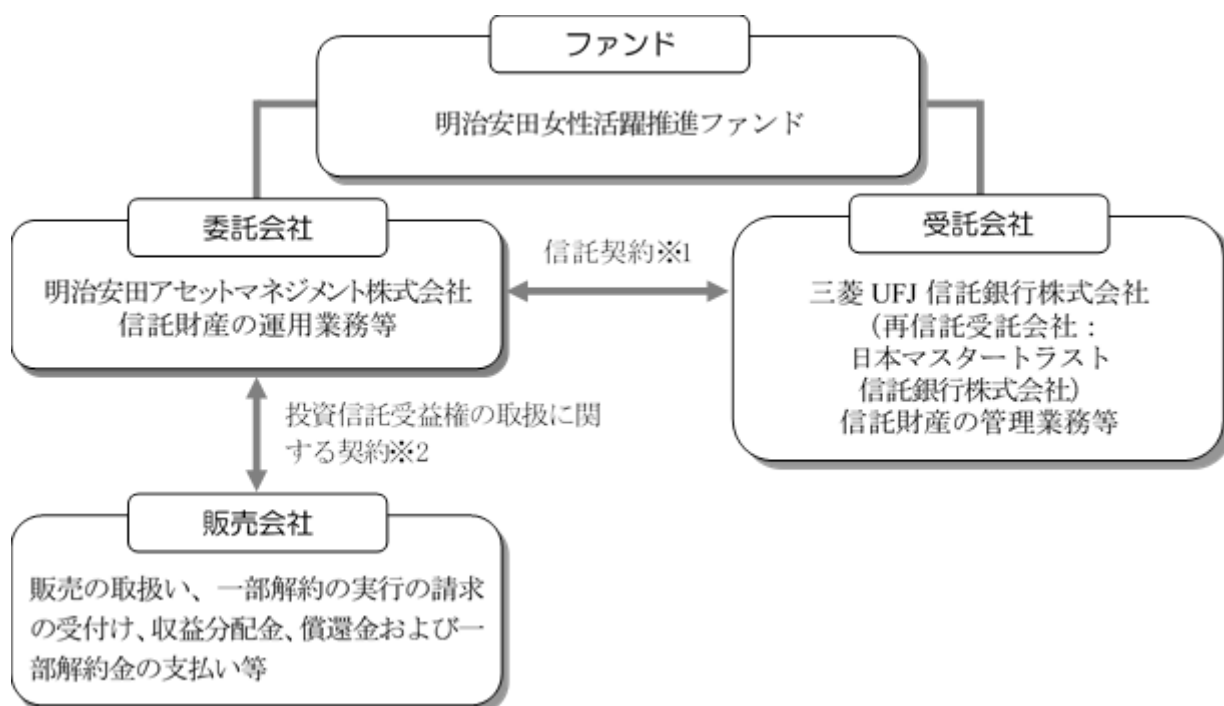 ファンド
明治安田女性活躍推進ファンド
委託会社
明治安田アセットマネジメント株式会社
信託財産の運用業務等
信託契約※1
受託会社
三菱 UFJ 信託銀行株式会社
（再信託受託会社：
日本マスタートラスト
信託銀行株式会社）
信託財産の管理業務等
投資信託受益権の取扱に関
する契約※2
販売会社
販売の取扱い、一部解約の実行の請求
の受付け、収益分配金、償還金および一
部解約金の支払い等